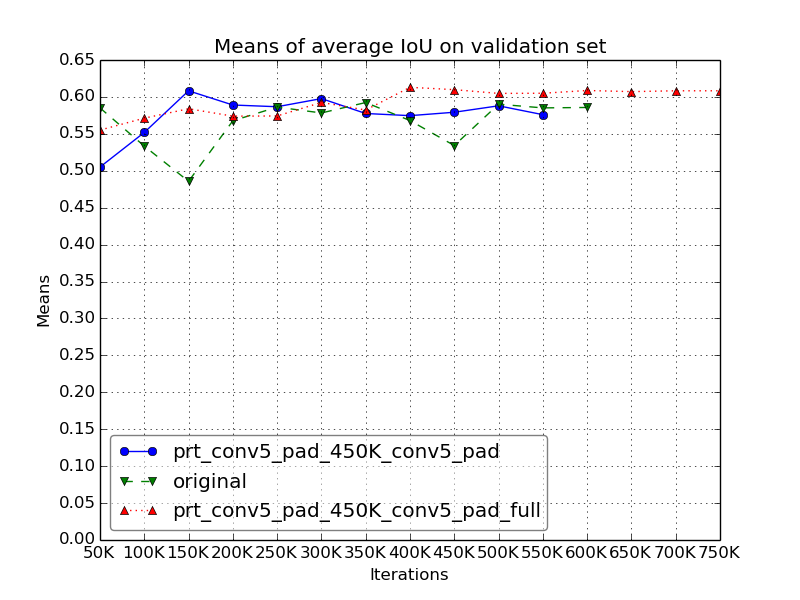 Means of average IoU on validation set
0.65
0.60
0.55
0.50
0.45
0.40
0.35
0.30
0.25
0.20
0.15
0.10
0.05
0.00
Means
prt_conv5_pad_450K_conv5_pad
original
prt_conv5_pad_450K_conv5_pad_full
50K 100K 150K 200K 250K 300K 350K 400K 450K 500K 550K 600K 650K 700K 750K
Iterations